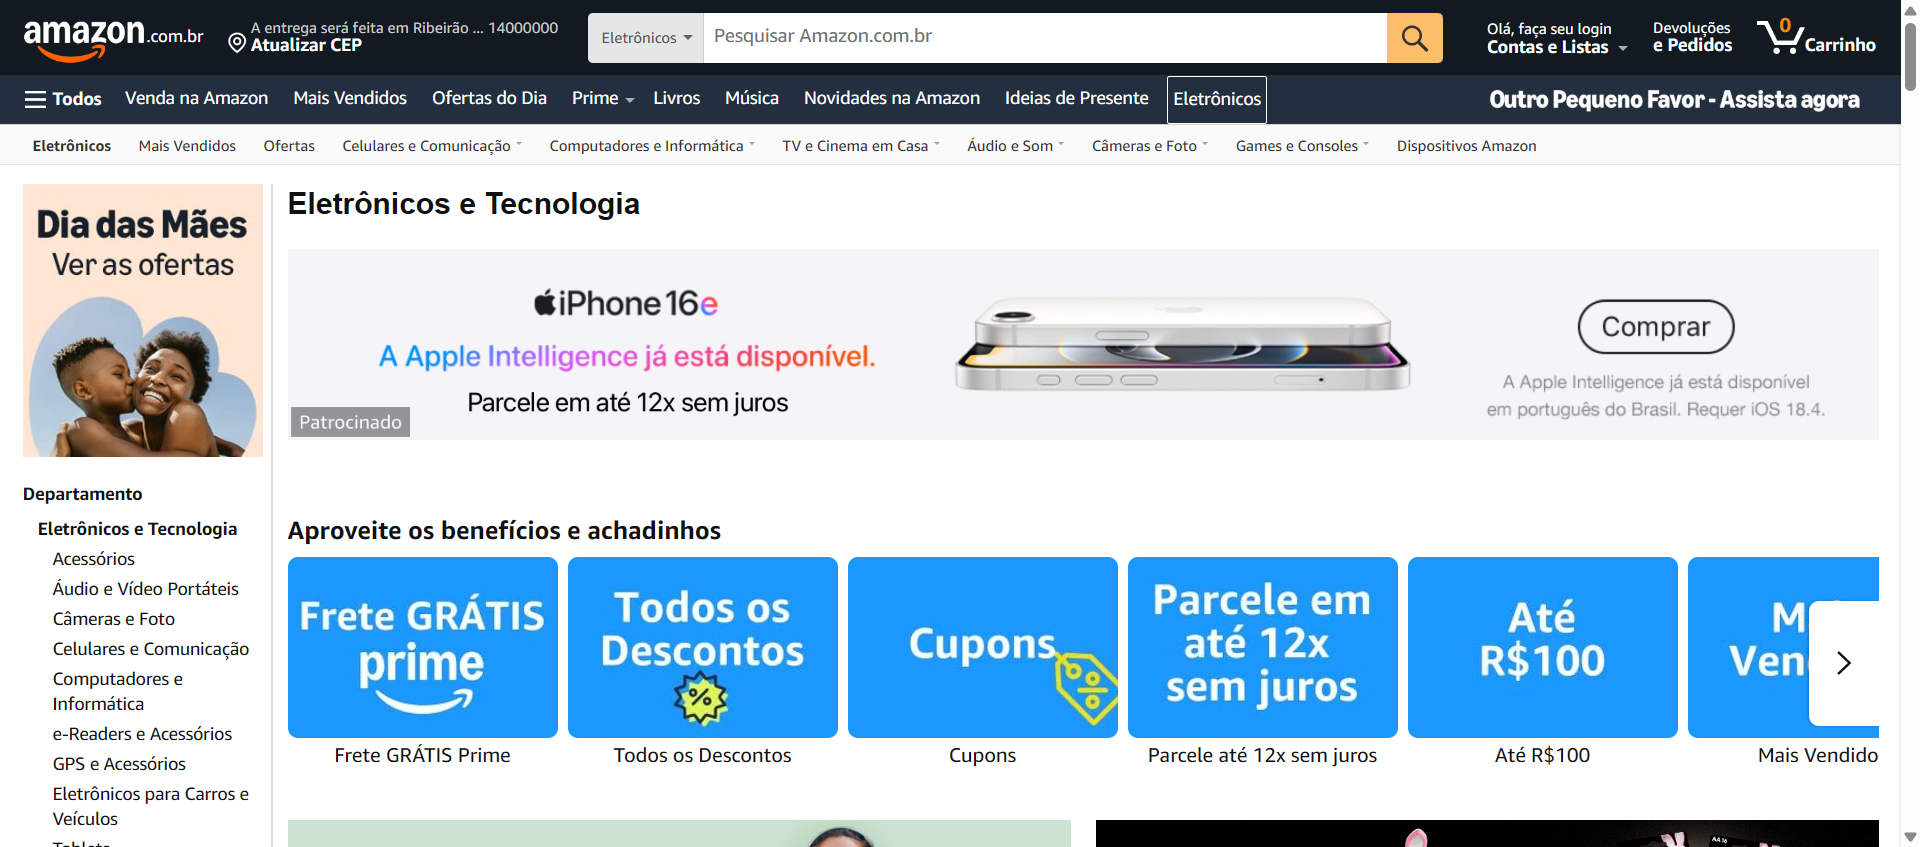 amazon.com.br
A entrega será feita em Ribeirão ... 14000000
Atualizar CEP
Eletrônicos
Pesquisar Amazon.com.br
Olá, faça seu login
Contas e Listas
Devoluções
e Pedidos
0
Carrinho
Todos
Venda na Amazon
Mais Vendidos
Ofertas do Dia
Prime
Livros
Música
Novidades na Amazon
Ideias de Presente
Eletrônicos
Outro Pequeno Favor - Assista agora
Eletrônicos
Mais Vendidos
Ofertas
Celulares e Comunicação
Computadores e Informática
TV e Cinema em Casa
Áudio e Som
Câmeras e Foto
Games e Consoles
Dispositivos Amazon
Dia das Mães
Ver as ofertas
Departamento
Eletrônicos e Tecnologia
Acessórios
Áudio e Vídeo Portáteis
Câmeras e Foto
Celulares e Comunicação
Computadores e
Informática
e-Readers e Acessórios
GPS e Acessórios
Eletrônicos para Carros e
Veículos
Tablets
Eletrônicos e Tecnologia
iPhone 16e
A Apple Intelligence já está disponível.
Parcele em até 12x sem juros
Patrocinado
Comprar
A Apple Intelligence já está disponível
em português do Brasil. Requer iOS 18.4.
Aproveite os benefícios e achadinhos
Frete GRÁTIS
prime
Frete GRÁTIS Prime
Todos os
Descontos
%
Todos os Descontos
Cupons
%
Cupons
Parcele em
até 12x
sem juros
Parcele até 12x sem juros
Até
R$100
Até R$100
M
Ven
Mais Vendido